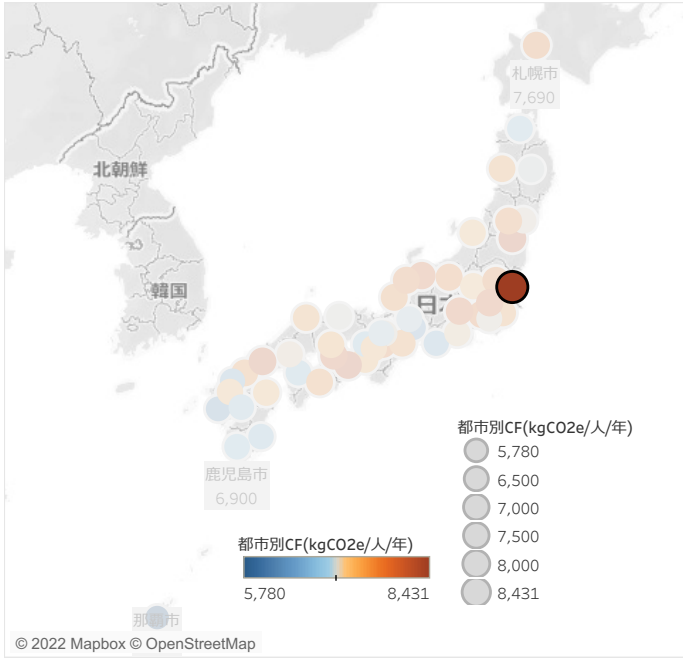 札幌市
7,690
北朝鮮
韓国
日
都市別CF(kgCO2e/人/年)
5,780
6,500
7,000
7,500
8,000
8,431
鹿児島市
6,900
都市別CF(kgCO2e/人/年)
5,780
8,431
那覇市
© 2022 Mapbox © OpenStreetMap